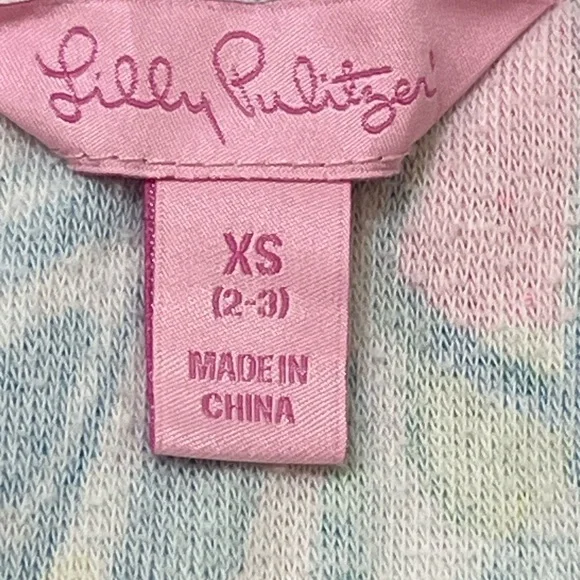 Lilly Pulitzer
XS
(2-3)
MADE IN
CHINA